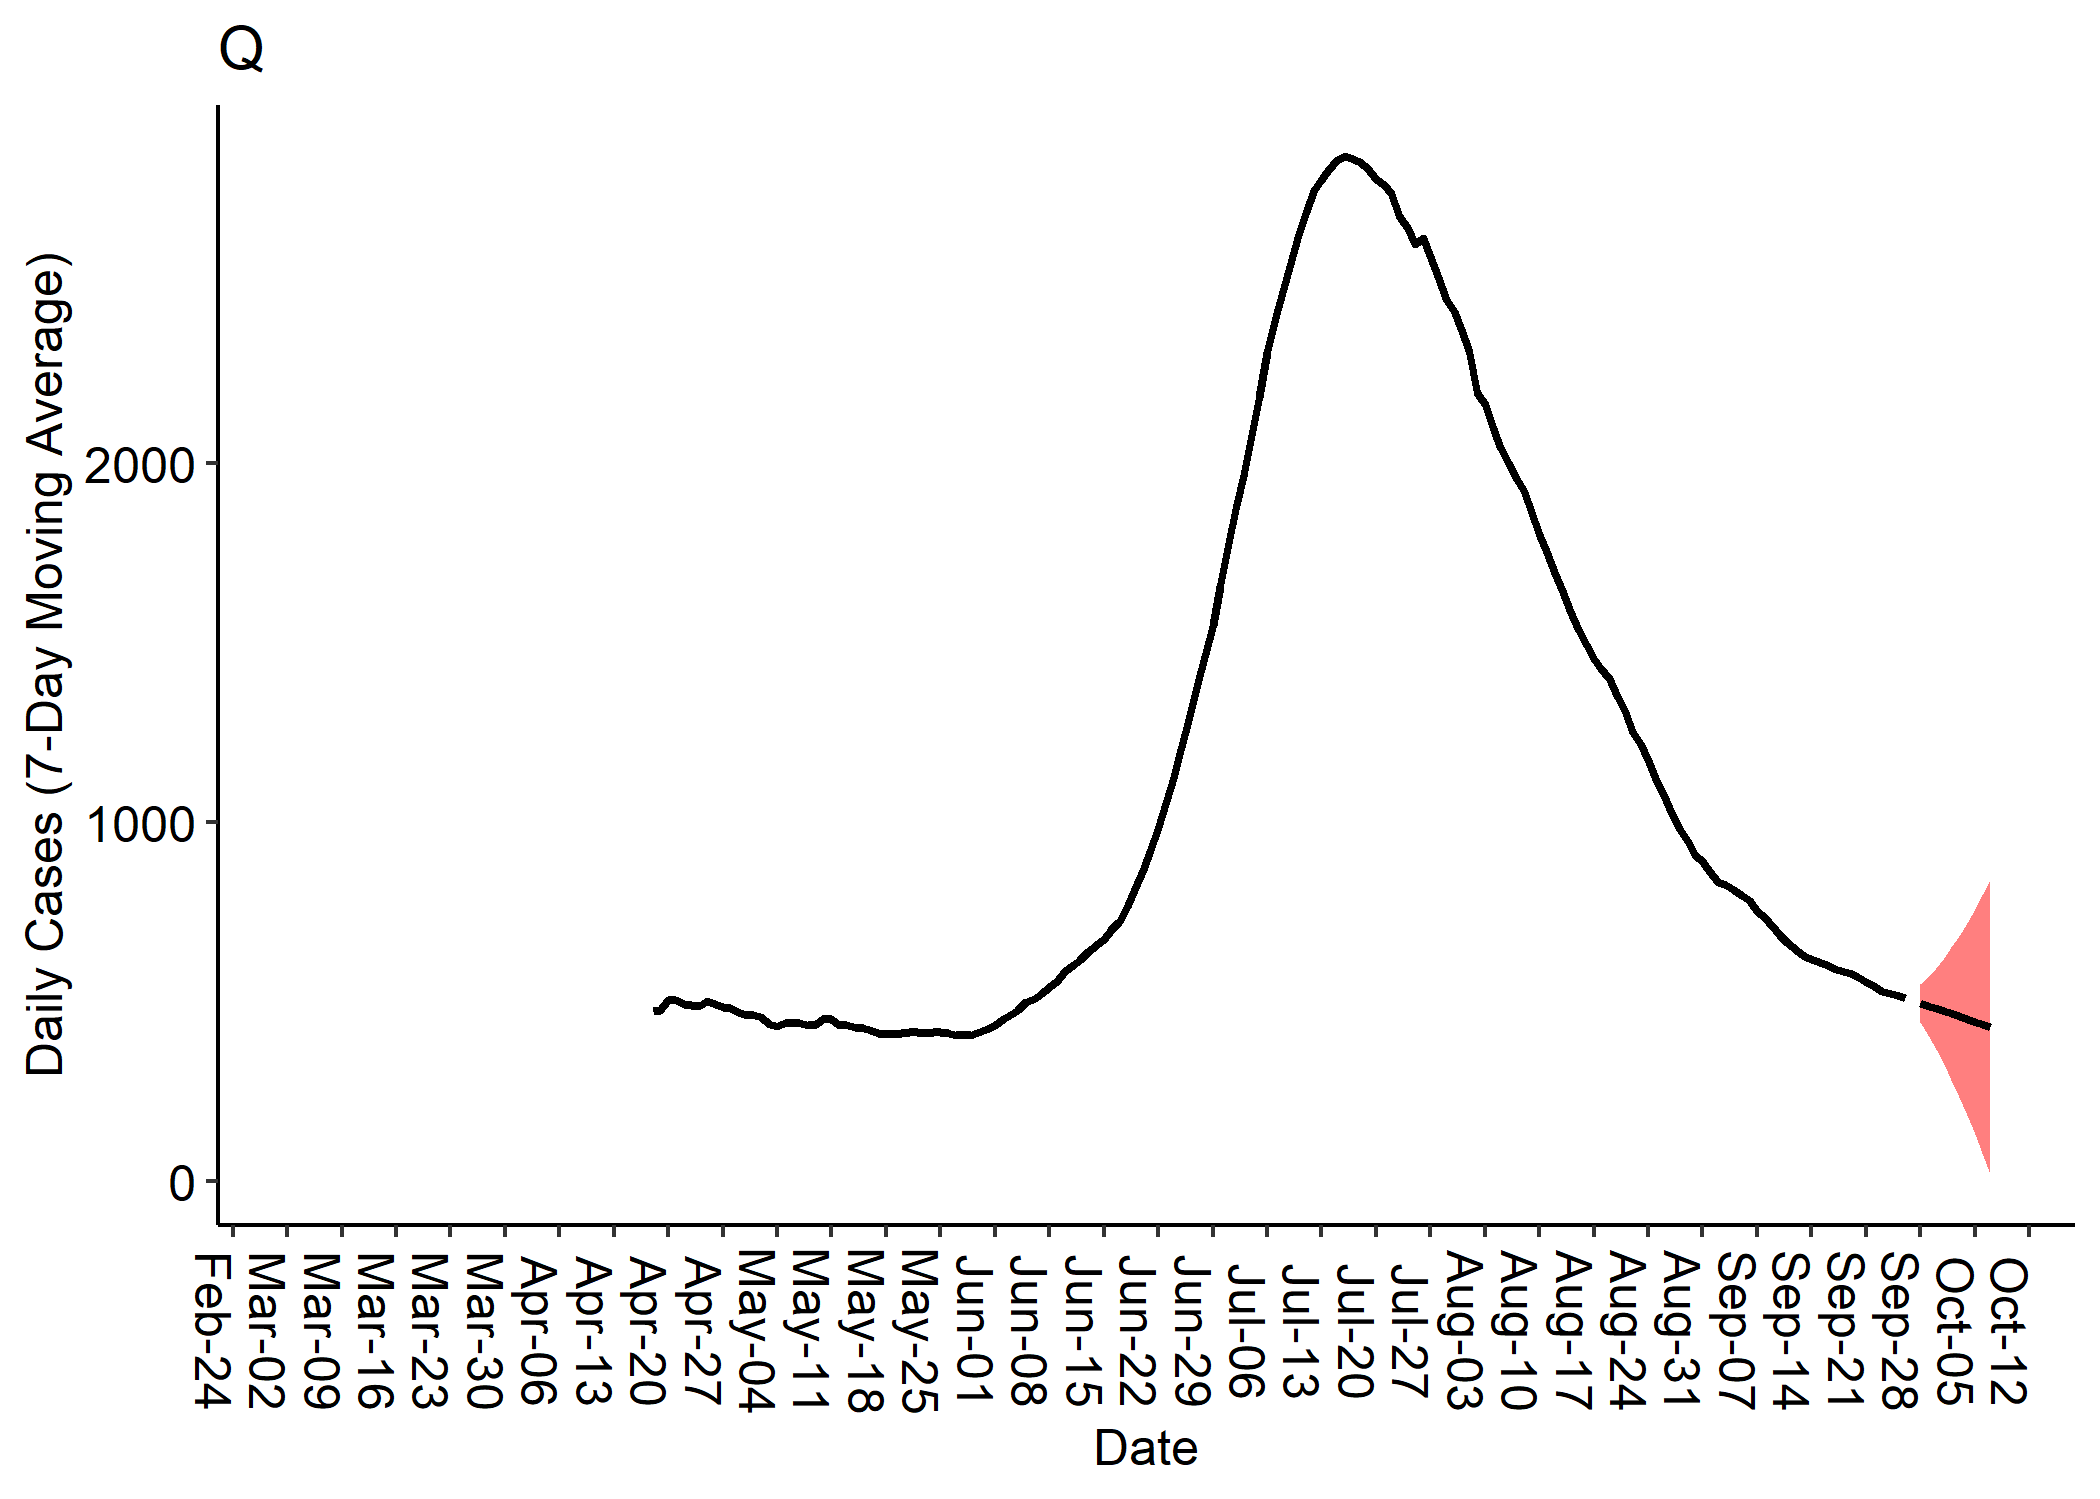 Q
Daily Cases (7-Day Moving Average)
2000
1000
0
Feb-24
Mar-02
Mar-09
Mar-16
Mar-23
Mar-30
Apr-06
Apr-13
Apr-20
Apr-27
May-04
May-11
May-18
May-25
Jun-01
Jun-08
Jun-15
Jun-22
Jun-29
Jul-06
Jul-13
Jul-20
Jul-27
Aug-03
Aug-10
Aug-17
Aug-24
Aug-31
Sep-07
Sep-14
Sep-21
Sep-28
Oct-05
Oct-12
Date